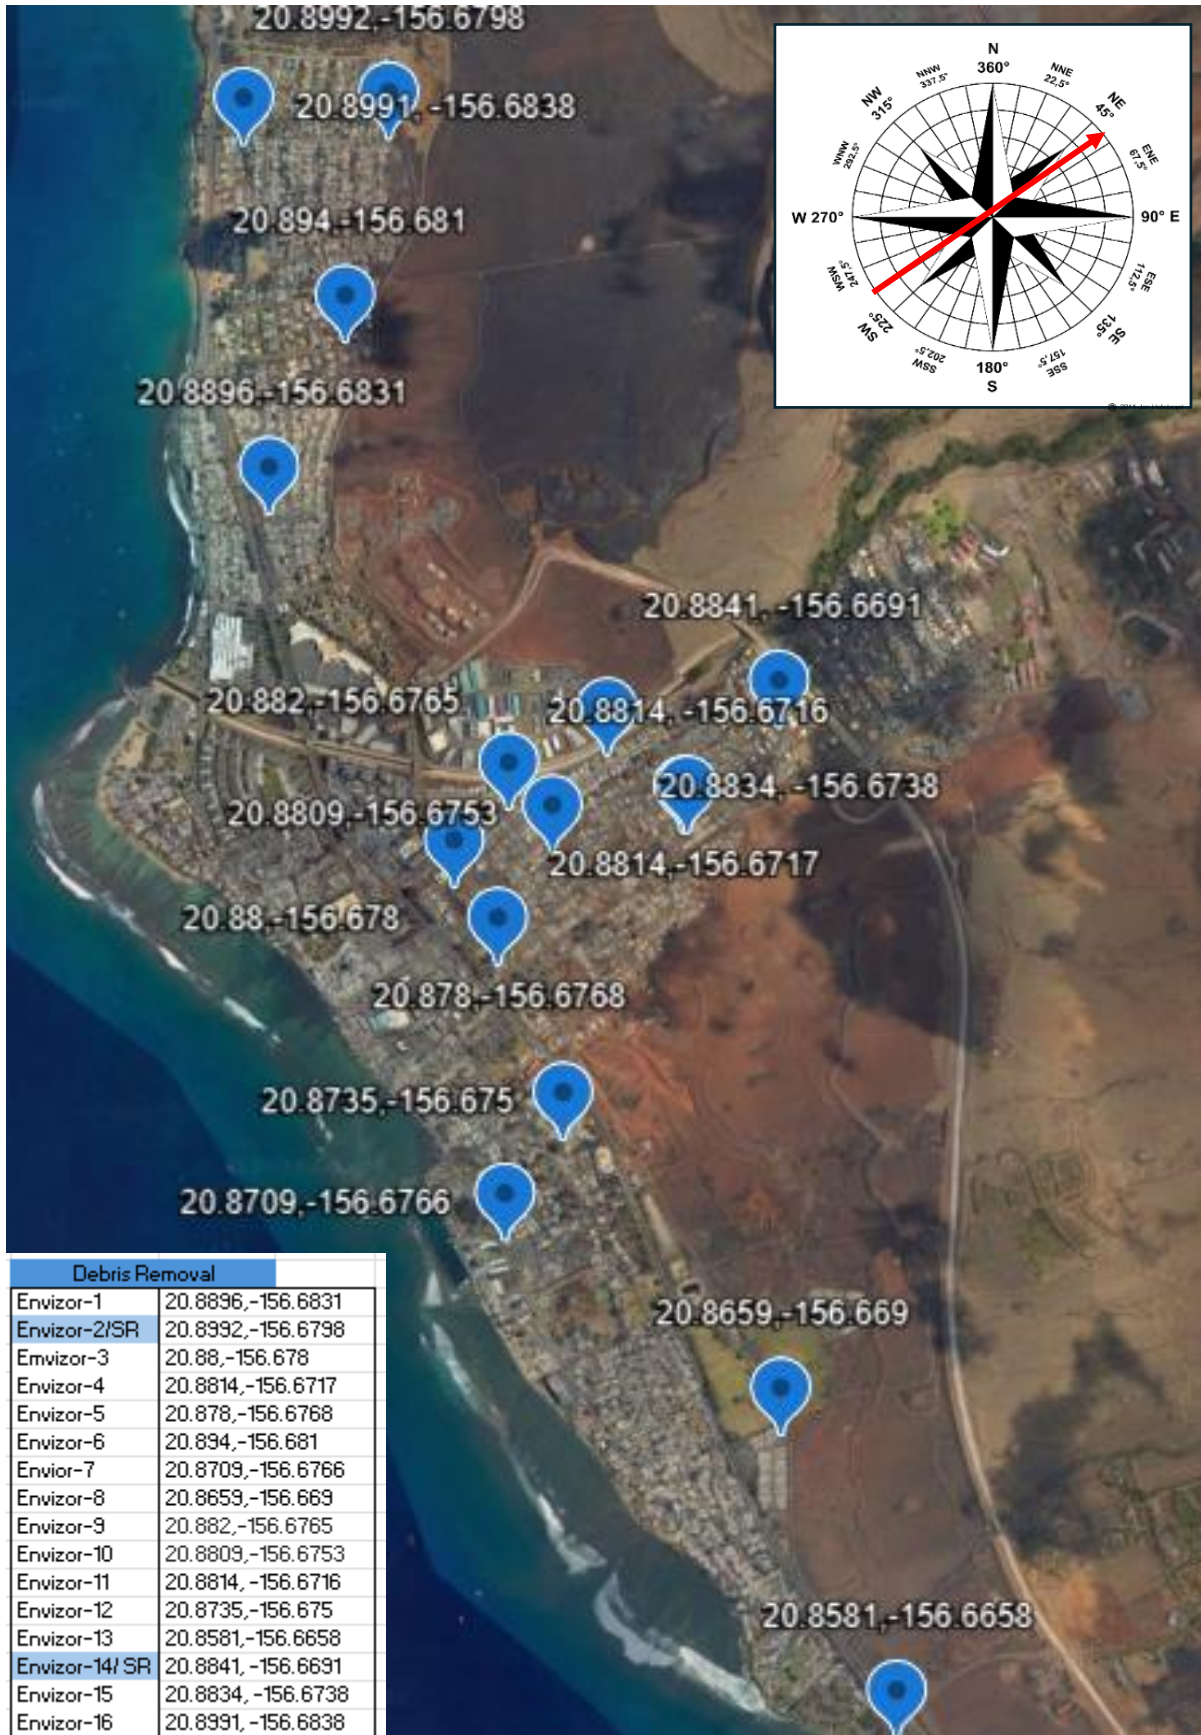 20.8992,-156.6798
20.8991, -156.6838
20.894,-156.681
20.8896,-156.6831
N
360°
NNE
22,5°
NE
45°
ENE
67,5°
90° E
ESE
112,5°
SE
135°
SSE
157,5°
180°
S
SSW
202,5°
SW
225°
WSW
247,5°
W 270°
WNW
292,5°
NW
315°
NNW
337,5°
20.8841, -156.6691
20.882,-156.6765
20.8814, -156.6716
20.8834, -156.6738
20.8809,-156.6753
20.8814,-156.6717
20.88,-156.678
20.878,-156.6768
20.8735,-156.675
20.8709,-156.6766
20.8659,-156.669
20.8581,-156.6658
Debris Removal
Envizor-1 20.8896,-156.6831
Envizor-2/SR 20.8992,-156.6798
Emvizor-3 20.88,-156.678
Envizor-4 20.8814,-156.6717
Envizor-5 20.878,-156.6768
Envizor-6 20.894,-156.681
Envior-7 20.8709,-156.6766
Envizor-8 20.8659,-156.669
Envizor-9 20.882,-156.6765
Envizor-10 20.8809,-156.6753
Envizor-11 20.8814,-156.6716
Envizor-12 20.8735,-156.675
Envizor-13 20.8581,-156.6658
Envizor-14/ SR 20.8841, -156.6691
Envizor-15 20.8834, -156.6738
Envizor-16 20.8991, -156.6838